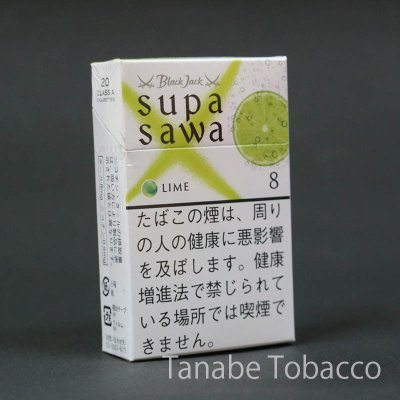 Black Jack
supa
sawa
LIME
8
たばこの煙は、周り
の人の健康に悪影響
を及ぼします。健康
増進法で禁じられて
いる場所では喫煙で
きません。
20
CLASS A
CIGARETTES
Tanabe Tobacco